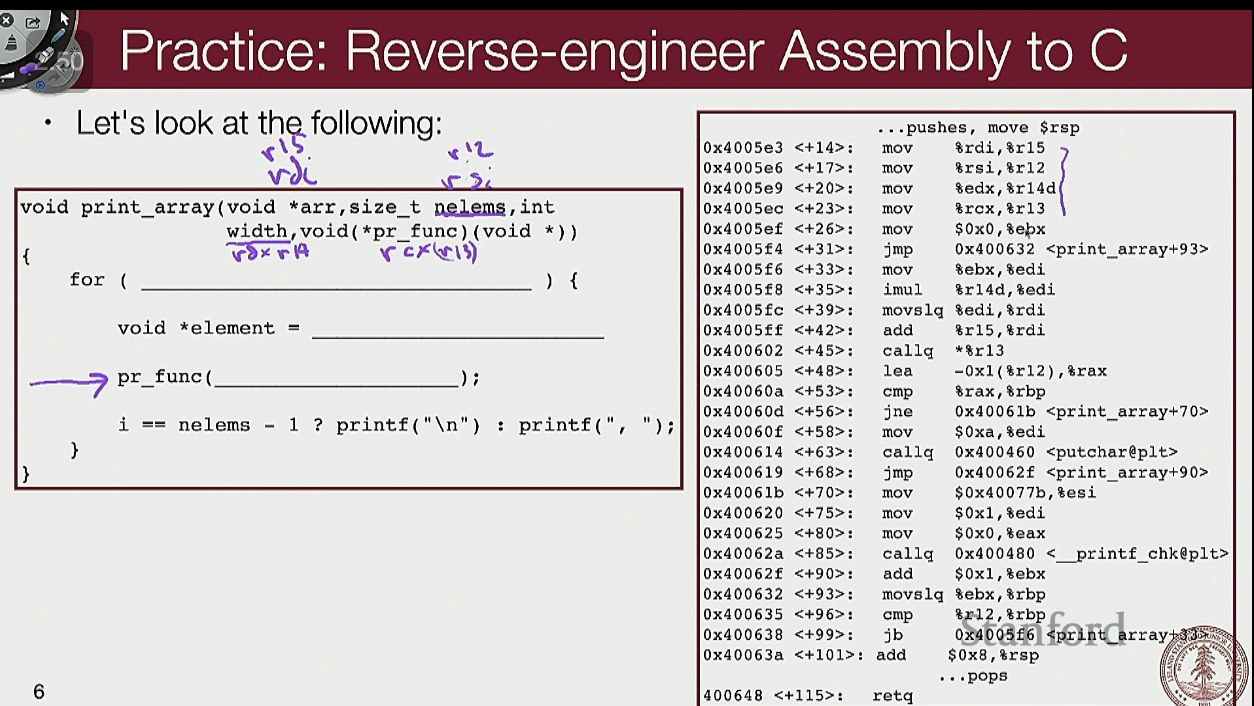 50
Practice: Reverse-engineer Assembly to C
• Let's look at the following:
r15
r12
rdi
rsi
void print_array(void *arr,size_t nelems,int
width,void(*pr_func)(void *))
rcx(r13)
{
for ( ________________________________ ) {
void *element = ________________________
pr_func(____________________);
i == nelems - 1 ? printf("\n") : printf(", ");
}
}
...pushes, move $rsp
0x4005e3 <+14>: mov %rdi,%r15
0x4005e6 <+17>: mov %rsi,%r12
0x4005e9 <+20>: mov %edx,%r14d
0x4005ec <+23>: mov %rcx,%r13
0x4005ef <+26>: mov $0x0,%ebx
0x4005f4 <+31>: jmp 0x400632 <print_array+93>
0x4005f6 <+33>: mov %ebx,%edi
0x4005f8 <+35>: imul %r14d,%edi
0x4005fc <+39>: movslq %edi,%rdi
0x4005ff <+42>: add %r15,%rdi
0x400602 <+45>: callq *%r13
0x400605 <+48>: lea -0x1(%r12),%rax
0x40060a <+53>: cmp %rax,%rbp
0x40060d <+56>: jne 0x40061b <print_array+70>
0x40060f <+58>: mov $0xa,%edi
0x400614 <+63>: callq 0x400460 <putchar@plt>
0x400619 <+68>: jmp 0x40062f <print_array+90>
0x40061b <+70>: mov $0x40077b,%esi
0x400620 <+75>: mov $0x1,%edi
0x400625 <+80>: mov $0x0,%eax
0x40062a <+85>: callq 0x400480 <__printf_chk@plt>
0x40062f <+90>: add $0x1,%ebx
0x400632 <+93>: movslq %ebx,%rbp
0x400635 <+96>: cmp %r12,%rbp
0x400638 <+99>: jb 0x4005f6 <print_array+33>
0x40063a <+101>: add $0x8,%rsp
...pops
400648 <+115>: retq
Stanford
6